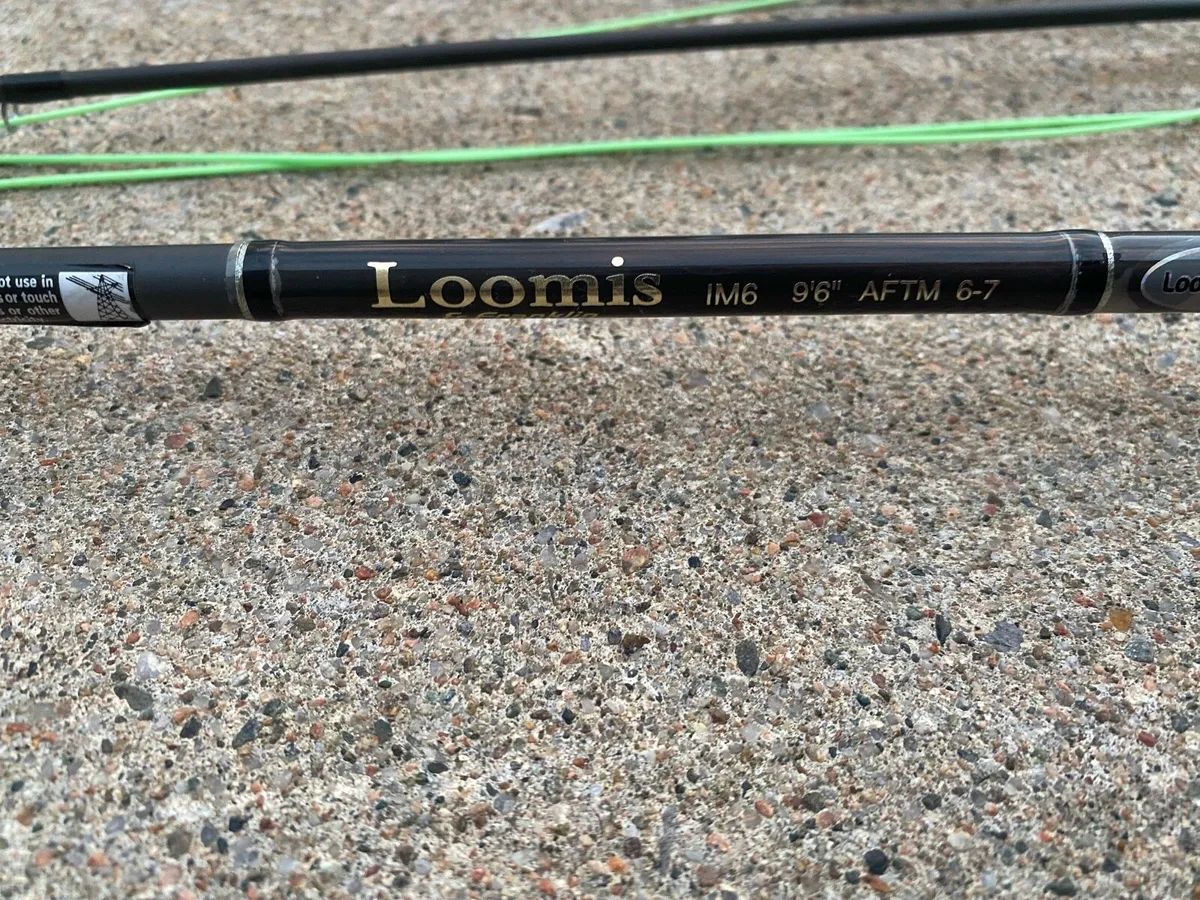 ot use in
s or touch
s or other
Loomis
IM6 9'6" AFTM 6-7
Loo